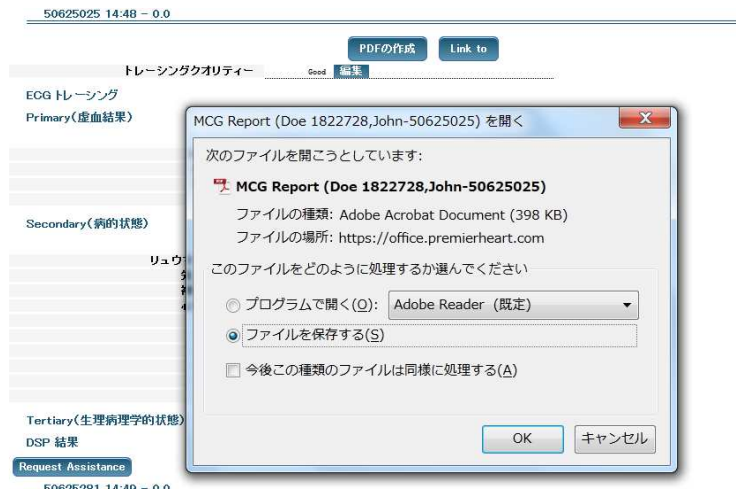 50625025 14:48 - 0.0
PDFの作成 Link to
トレーシングクオリティー Good 編集
ECG トレーシング
Primary(虚血結果)
MCG Report (Doe 1822728,John-50625025) を開く
次のファイルを開こうとしています:
MCG Report (Doe 1822728,John-50625025)
ファイルの種類: Adobe Acrobat Document (398 KB)
ファイルの場所: https://office.premierheart.com
Secondary(病的状態)
リュウ
このファイルをどのように処理するか選んでください
プログラムで開く(O): Adobe Reader (既定)
ファイルを保存する(S)
今後この種類のファイルは同様に処理する(A)
Tertiary(生理病理学的状態)
DSP 結果
OK キャンセル
Request Assistance
50625281 14:49 - 0.0